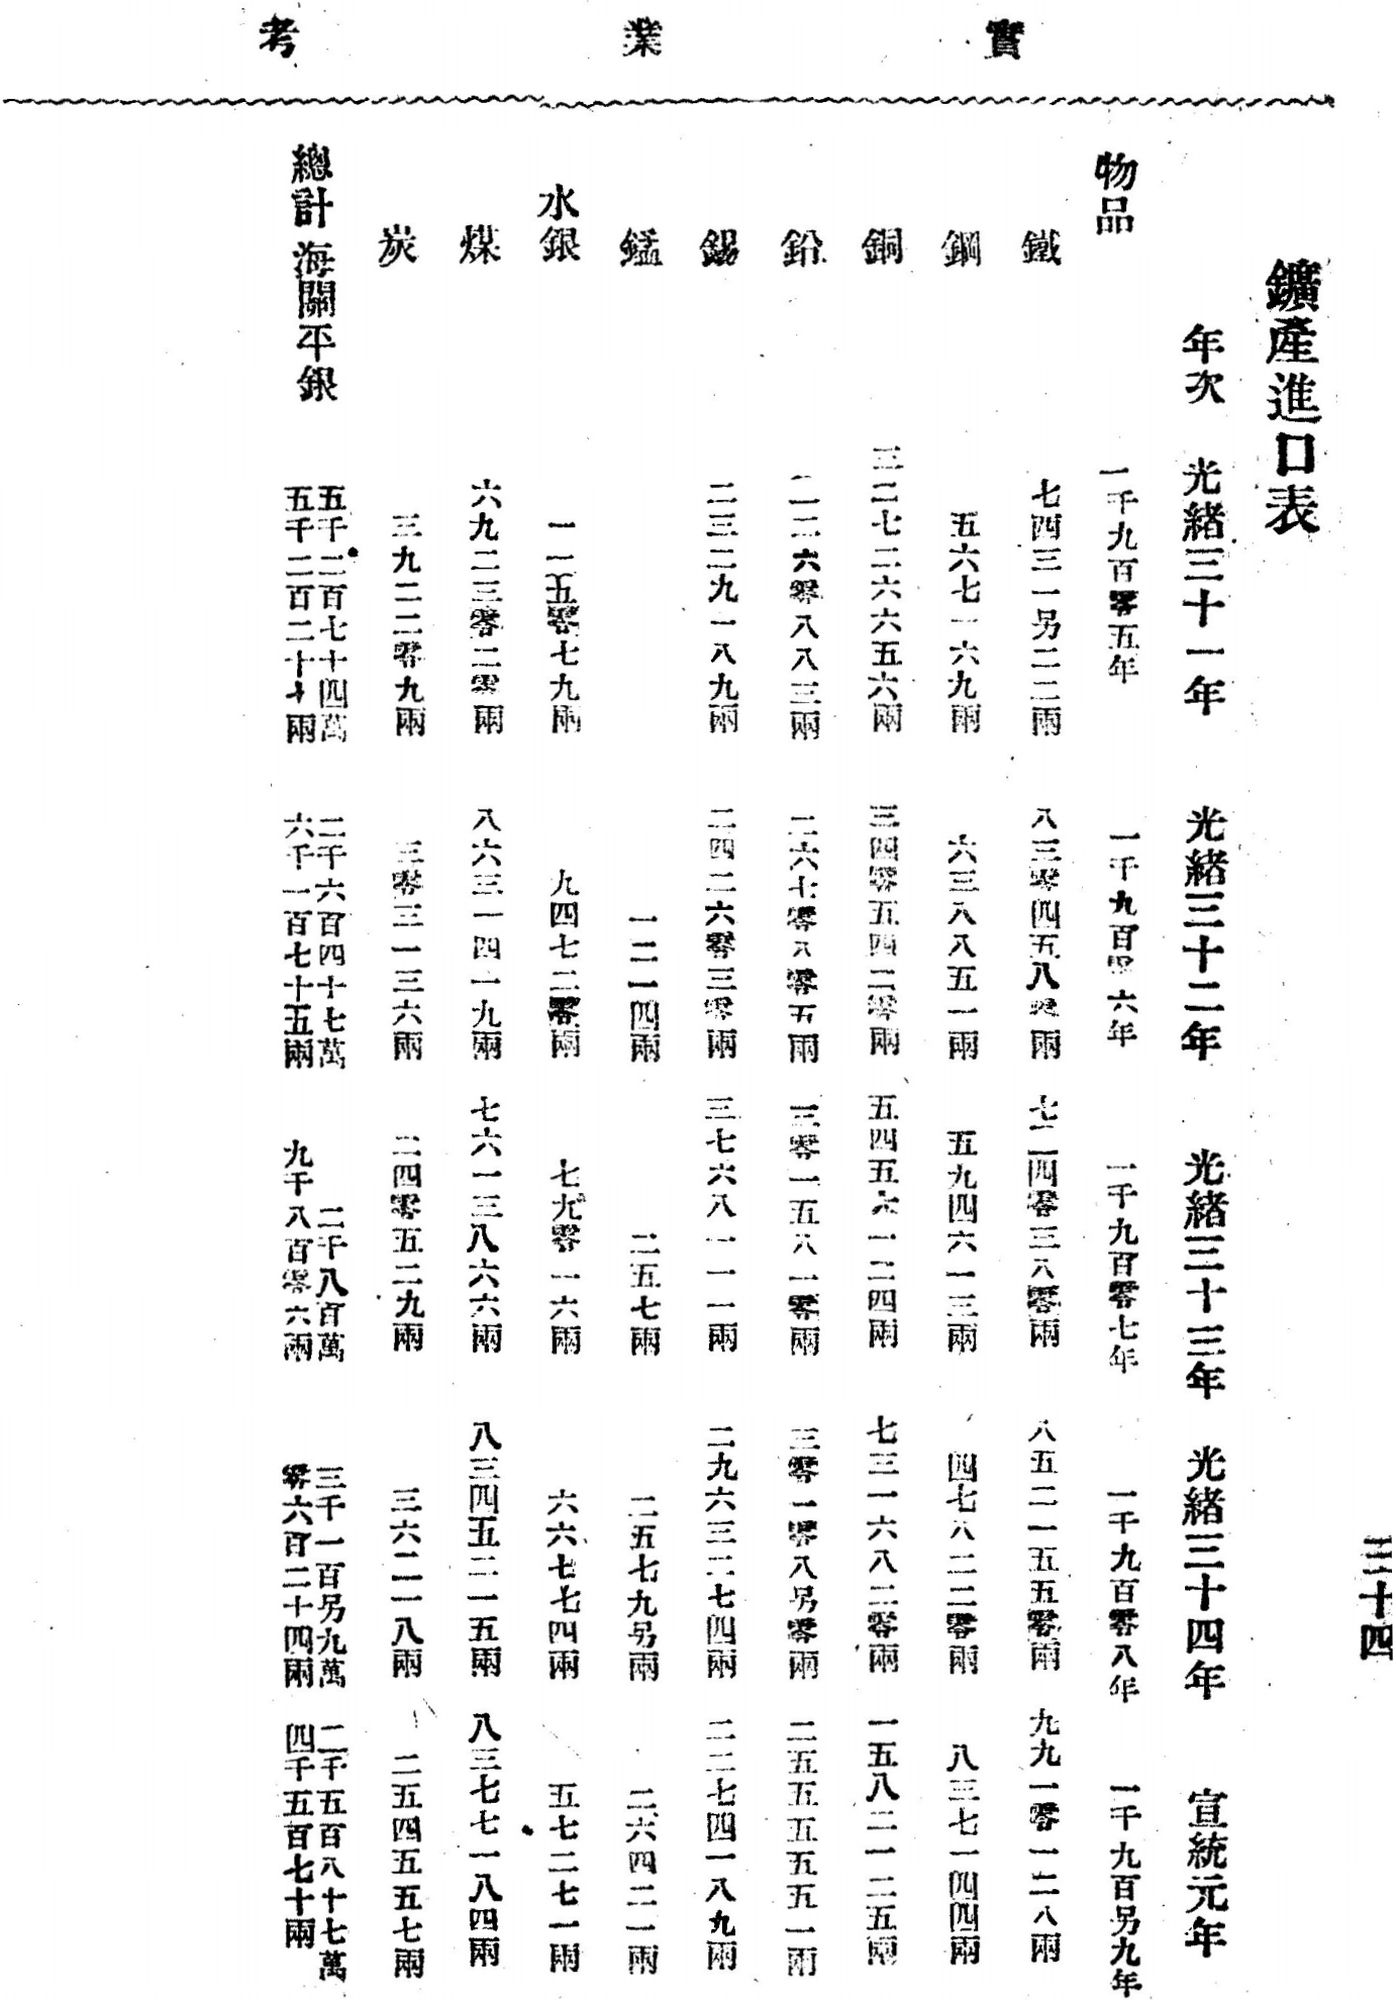 實業考
三十四
鑛產進口表
年次 光緒三十一年 光緒三十二年 光緒三十三年 光緒三十四年 宣統元年
物品 一千九百零五年 一千九百零六年 一千九百零七年 一千九百零八年 一千九百另九年
鐵 七四三一另二二兩 八三零四五八零兩 七二四零三八零兩 八五二一五五零兩 九九一零一二八兩
鋼 五六七一六九兩 六三八八五一兩 五九四六一三兩 四七八二二零兩 八三七一四四兩
銅 三二七二六六五六兩 三四零五四二零兩 五四五六一二四兩 七三一六八二零兩 一五八二一二五兩
鉛 二二六零八八三兩 二六七零八零五兩 三零一五八一零兩 三零一零八另零兩 二五五五五五一兩
錫 二三二九一八九兩 二四二六零三零兩 三七六八一一一兩 二九六三二七四兩 二二七四一八九兩
錳 一二一四兩 二五七兩 二五七九另兩 二六四二一兩
水銀 一一五零七九兩 九四七二零兩 七九零一六兩 六六七七四兩 五七二七一兩
煤 六九二三零二零兩 八六三一四一九兩 七六一三八六六兩 八三四五二一五兩 八三七七一八四兩
炭 三九二二零九兩 三零三一三六兩 二四零五二九兩 三六二一八兩 二五四五五七兩
總計海關平銀 五千二百七十四萬五千二百二十七兩 二千六百四十七萬六千一百七十五兩 二千八百萬九千八百零六兩 三千一百另九萬零六百二十四兩 二千五百八十七萬四千五百七十兩